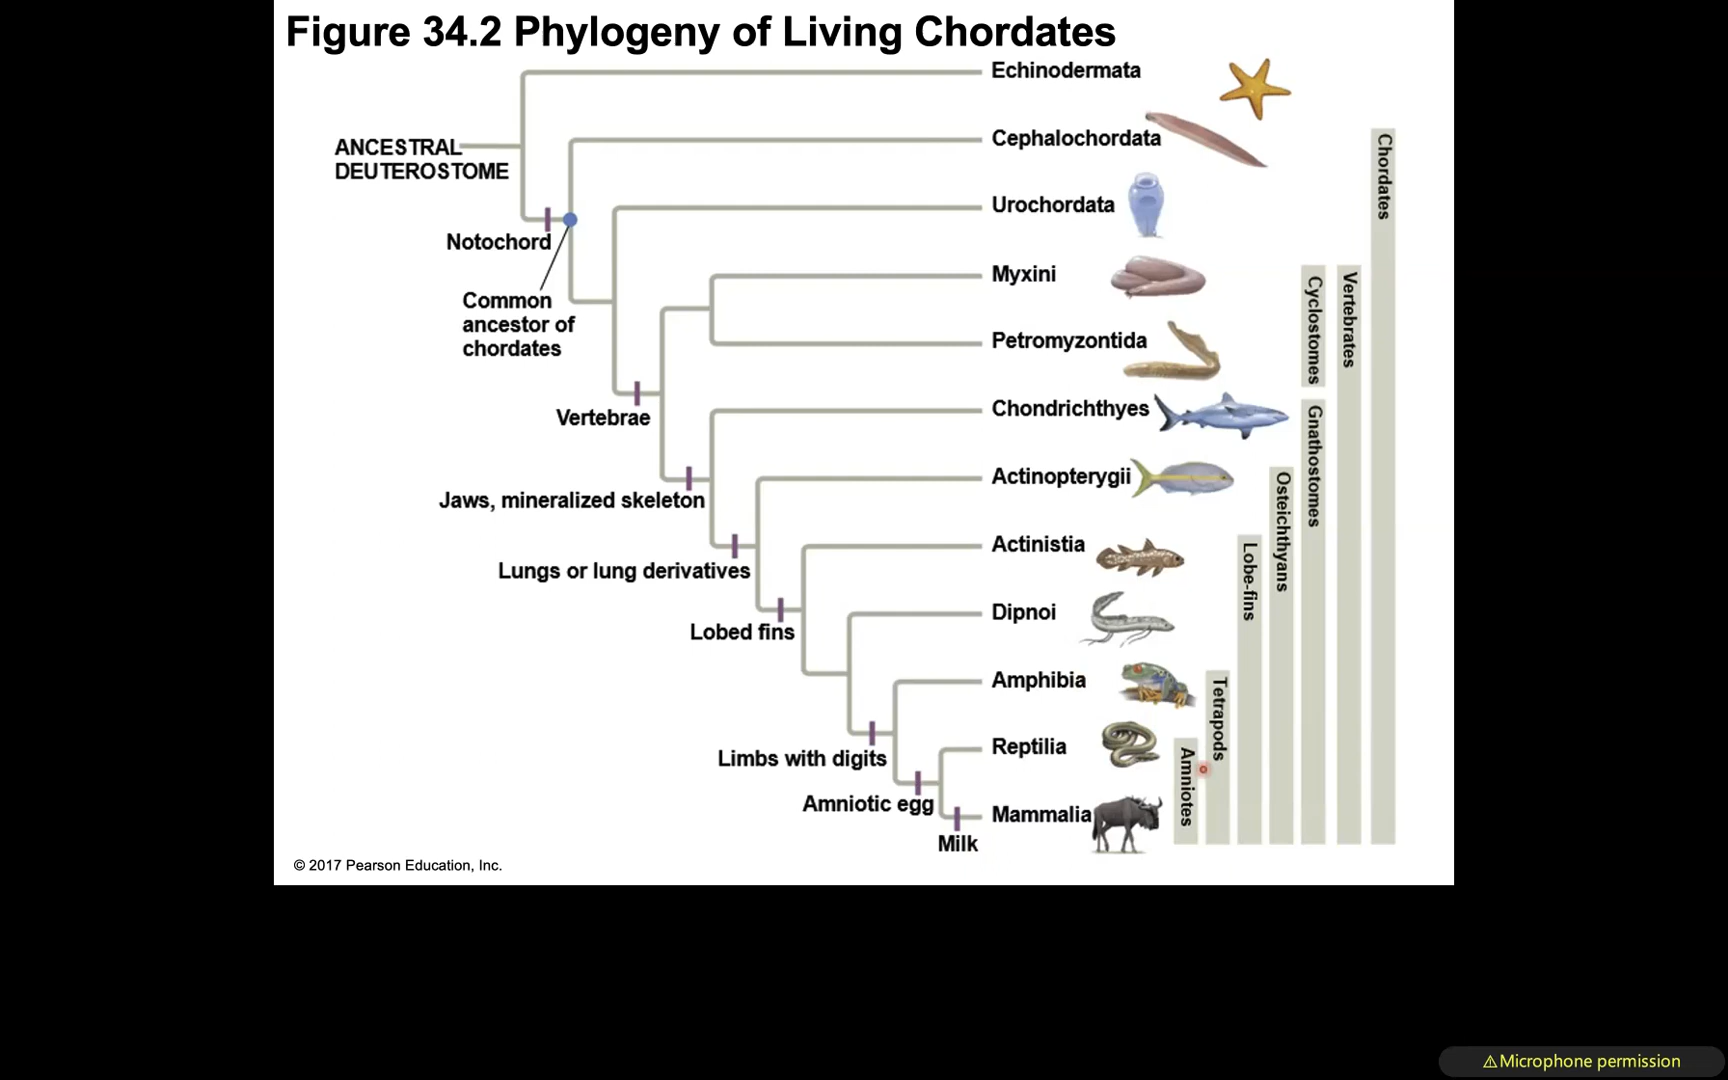 Figure 34.2 Phylogeny of Living Chordates
Echinodermata
ANCESTRAL
DEUTEROSTOME
Cephalochordata
Chordates
Urochordata
Notochord
Common
ancestor of
chordates
Myxini
Cyclostomes
Vertebrates
Petromyzontida
Vertebrae
Chondrichthyes
Gnathostomes
Jaws, mineralized skeleton
Actinopterygii
Osteichthyans
Lungs or lung derivatives
Actinistia
Lobe-fins
Lobed fins
Dipnoi
Amphibia
Tetrapods
Limbs with digits
Reptilia
Amniotes
Amniotic egg
Mammalia
Milk
© 2017 Pearson Education, Inc.
⚠Microphone permission